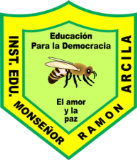 Educación
Para la Democracia
El amor y la
paz
INST. EDU. MONSEÑOR RAMON ARCILA